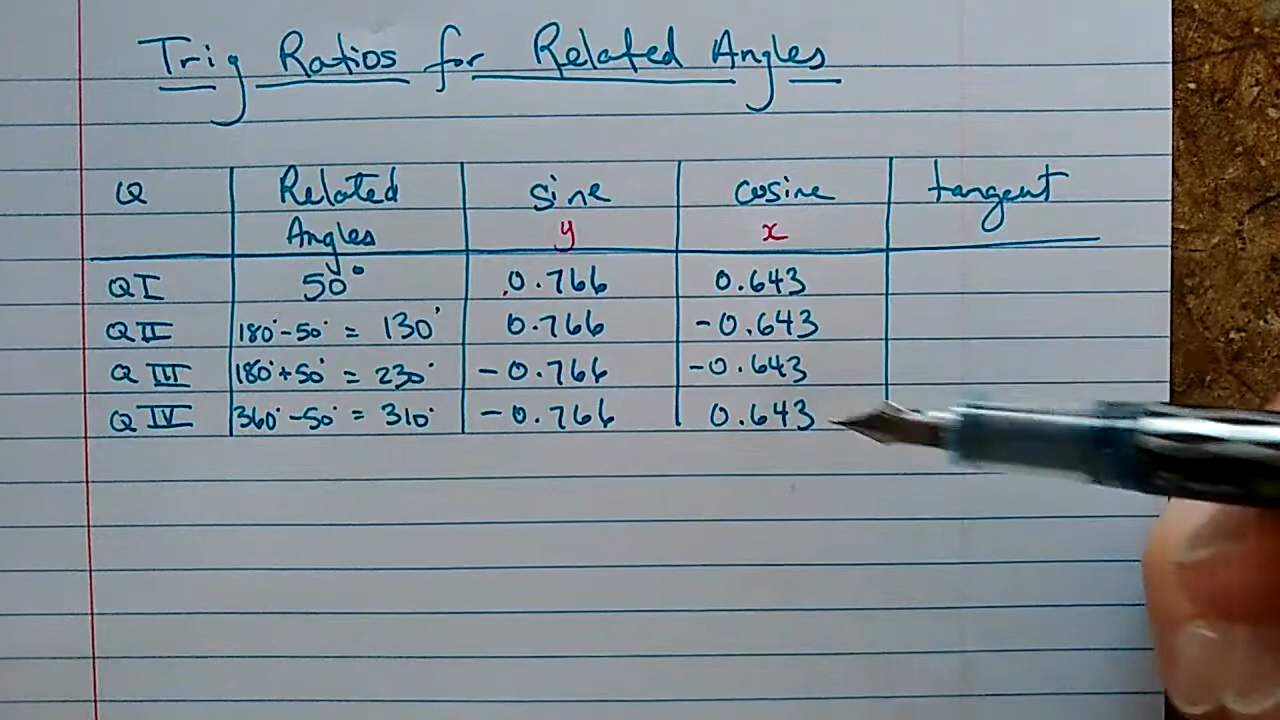 Trig Ratios for Related Angles
Q Related sine cosine tangent
Angles y x
QI 50° 0.766 0.643
QII 180°-50° = 130° 0.766 -0.643
QIII 180°+50° = 230° -0.766 -0.643
QIV 360°-50° = 310° -0.766 0.643